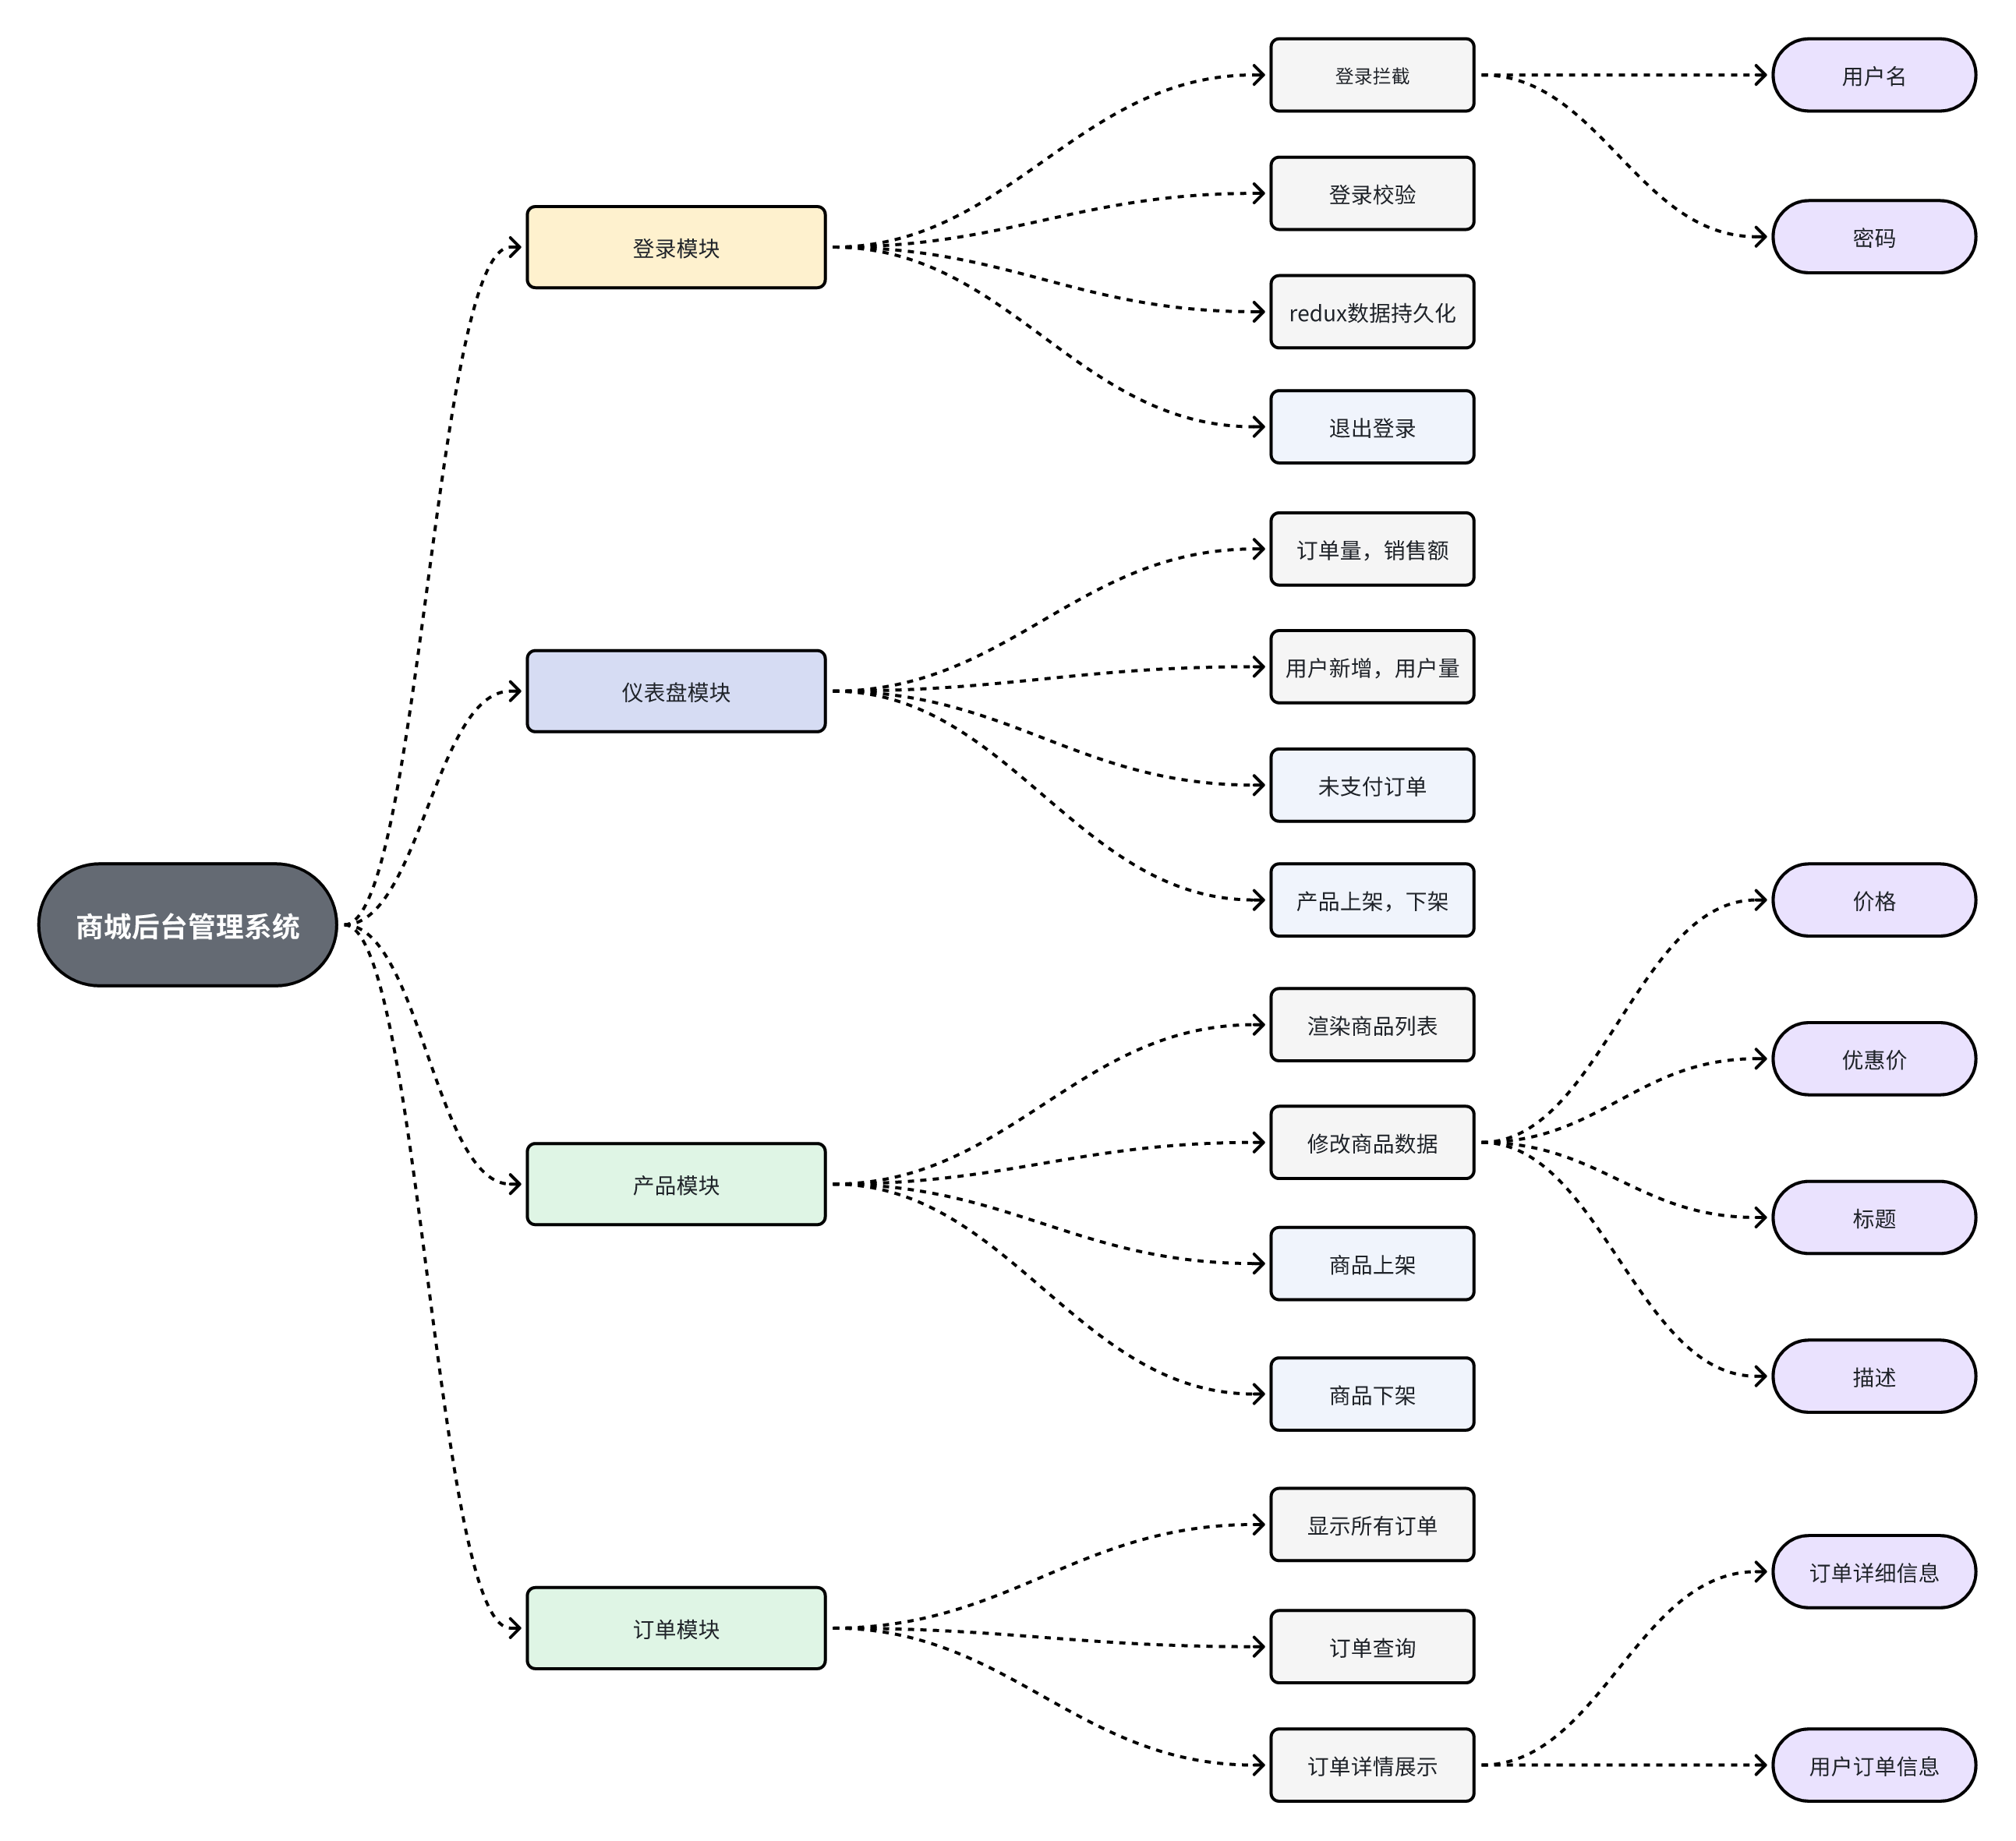 商城后台管理系统
登录模块
登录拦截
用户名
密码
登录校验
redux数据持久化
退出登录
仪表盘模块
订单量，销售额
用户新增，用户量
未支付订单
产品上架，下架
产品模块
渲染商品列表
修改商品数据
价格
优惠价
标题
描述
商品上架
商品下架
订单模块
显示所有订单
订单查询
订单详情展示
订单详细信息
用户订单信息